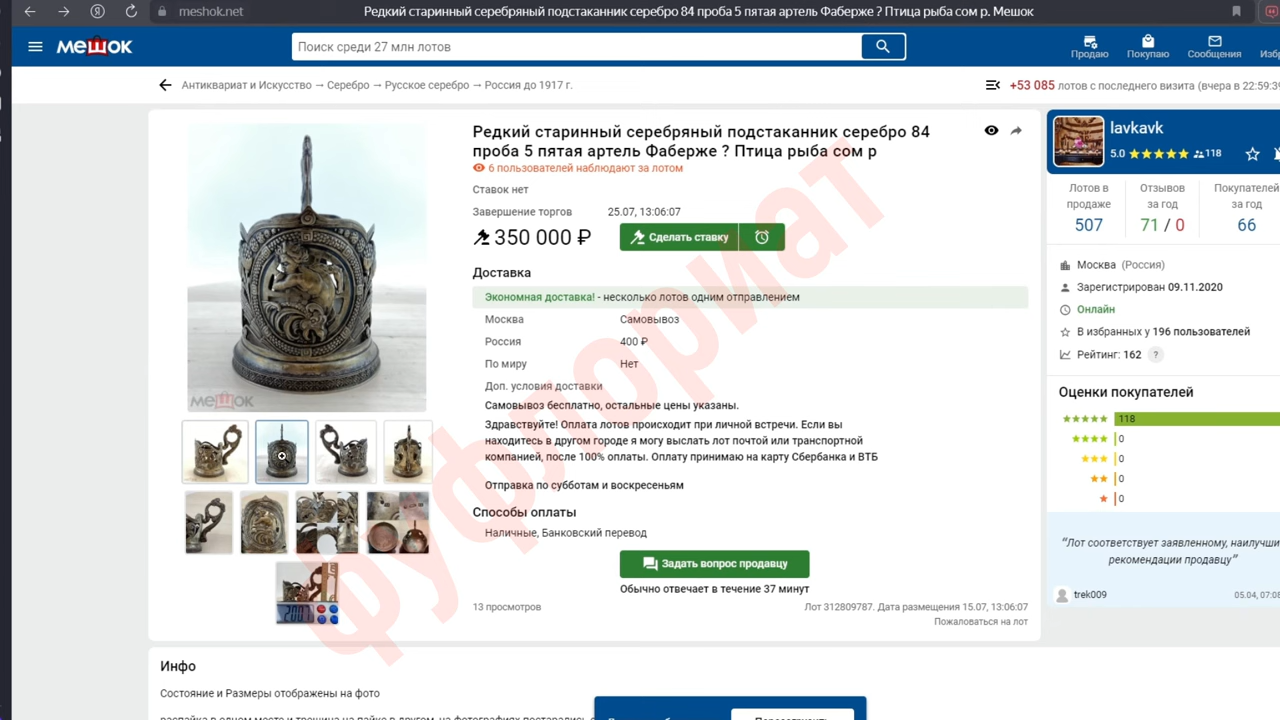 meshok.net
Редкий старинный серебряный подстаканник серебро 84 проба 5 пятая артель Фаберже ? Птица рыба сом р. Мешок
мешок
Поиск среди 27 млн лотов
Продаю
Покупаю
Сообщения
Изб
Антиквариат и Искусство → Серебро → Русское серебро → Россия до 1917 г.
+53 085 лотов с последнего визита (вчера в 22:59:39
Редкий старинный серебряный подстаканник серебро 84
проба 5 пятая артель Фаберже ? Птица рыба сом р
6 пользователей наблюдают за лотом
Ставок нет
Завершение торгов 25.07, 13:06:07
350 000 ₽
Сделать ставку
Доставка
Экономная доставка! - несколько лотов одним отправлением
Москва Самовывоз
Россия 400 ₽
По миру Нет
Доп. условия доставки
Самовывоз бесплатно, остальные цены указаны.
Здравствуйте! Оплата лотов происходит при личной встрече. Если вы
находитесь в другом городе я могу выслать лот почтой или транспортной
компанией, после 100% оплаты. Оплату принимаю на карту Сбербанка и ВТБ
Отправка по субботам и воскресеньям
Способы оплаты
Наличные, Банковский перевод
Задать вопрос продавцу
Обычно отвечает в течение 37 минут
13 просмотров
Лот 312809787. Дата размещения 15.07, 13:06:07
Пожаловаться на лот
мешок
фуфлориат
lavkavk
5.0 118
Лотов в
продаже
507
Отзывов
за год
71 / 0
Покупателей
за год
66
Москва (Россия)
Зарегистрирован 09.11.2020
Онлайн
В избранных у 196 пользователей
Рейтинг: 162 ?
Оценки покупателей
118
0
0
0
0
“Лот соответствует заявленному, наилучши
рекомендации продавцу”
trek009
05.04, 07:08
Инфо
Состояние и Размеры отображены на фото